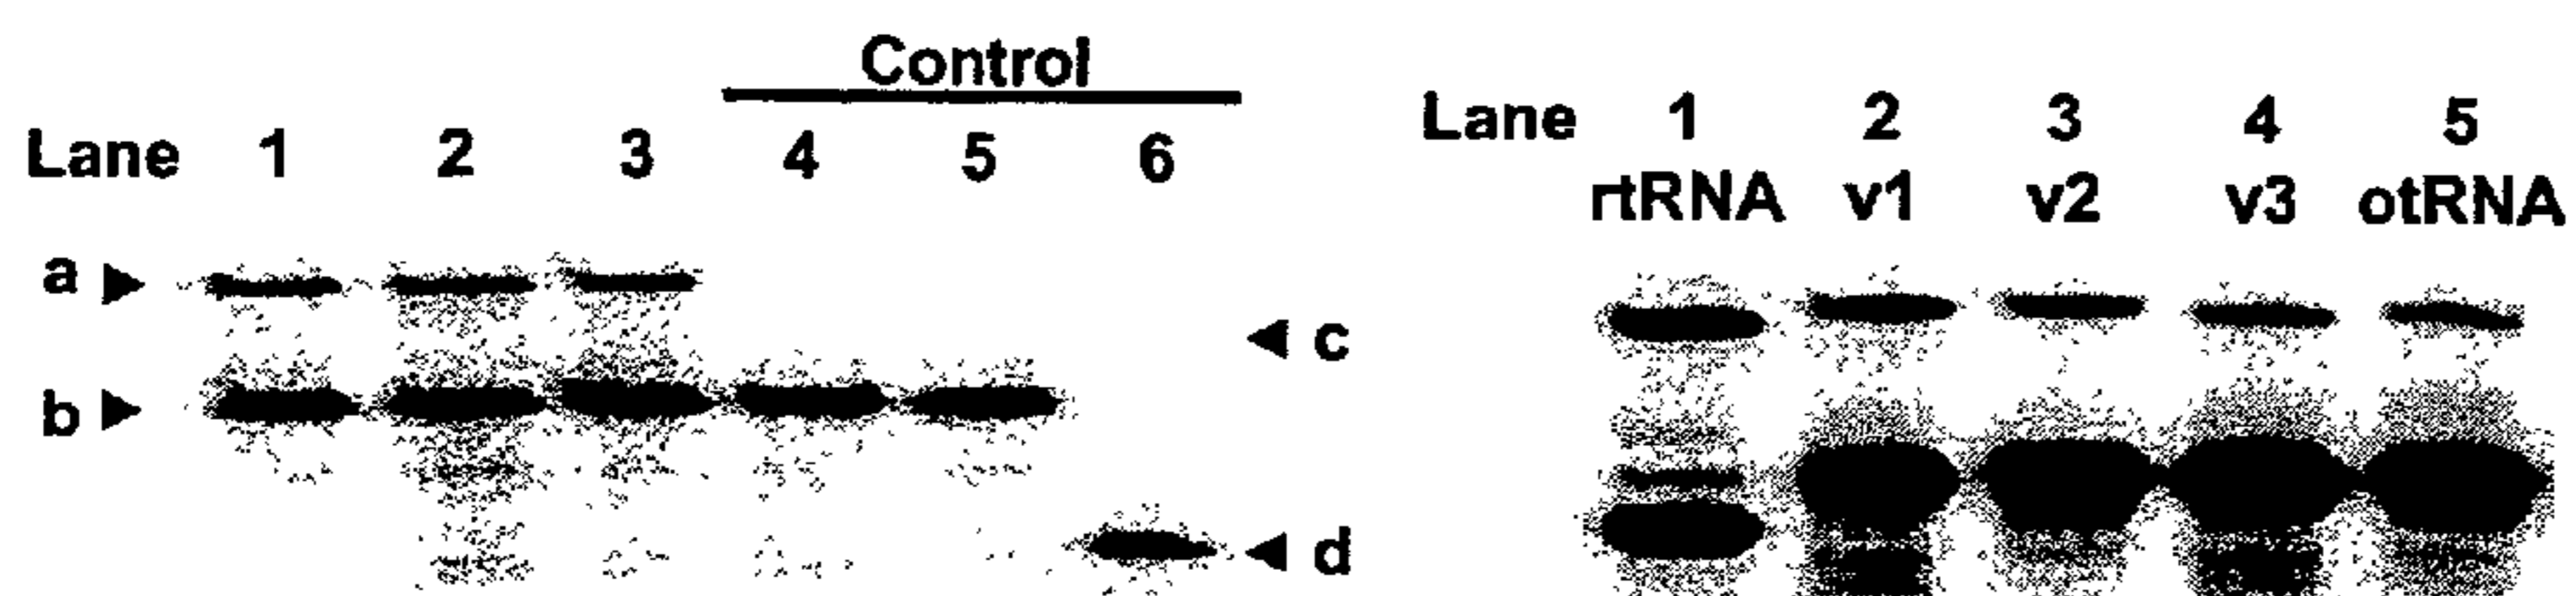 Control
Lane 1 2 3 4 5 6
a
b
c
d
Lane 1 2 3 4 5
rtRNA v1 v2 v3 otRNA